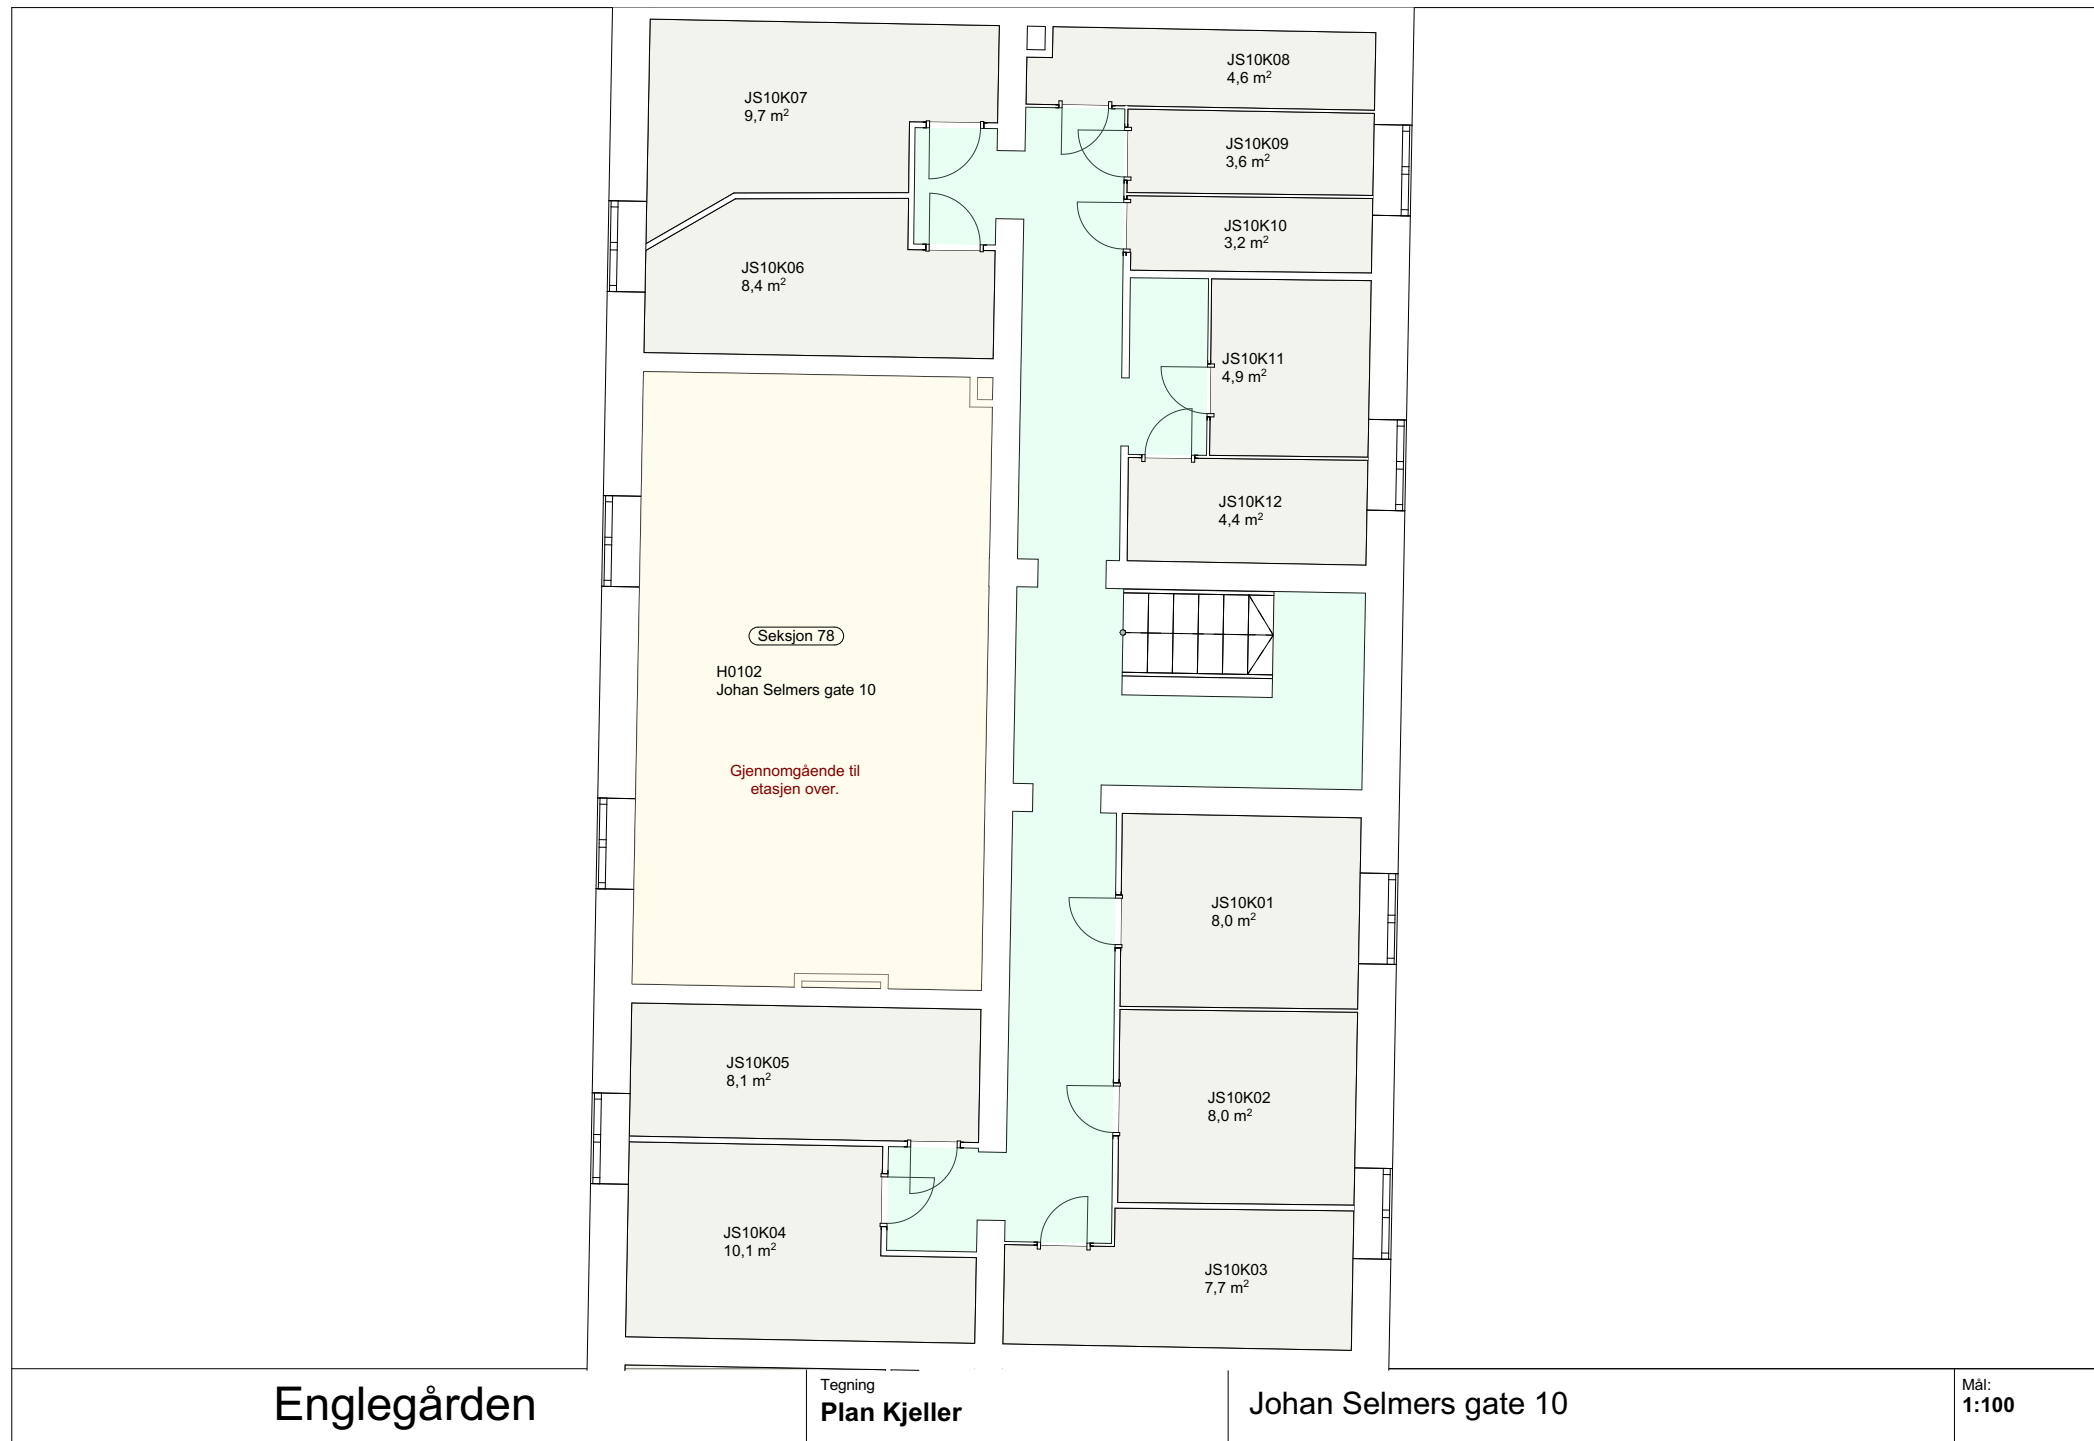 JS10K08
4,6 m²
JS10K07
9,7 m²
JS10K09
3,6 m²
JS10K10
3,2 m²
JS10K06
8,4 m²
JS10K11
4,9 m²
JS10K12
4,4 m²
Seksjon 78
H0102
Johan Selmers gate 10
Gjennomgående til
etasjen over.
JS10K01
8,0 m²
JS10K05
8,1 m²
JS10K02
8,0 m²
JS10K04
10,1 m²
JS10K03
7,7 m²
Englegården
Tegning
Plan Kjeller
Johan Selmers gate 10
Mål:
1:100